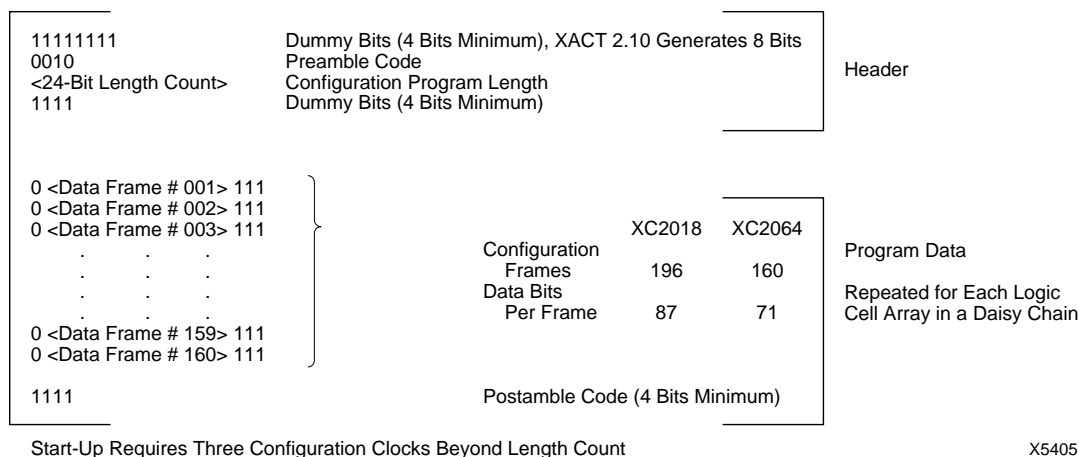 11111111 Dummy Bits (4 Bits Minimum), XACT 2.10 Generates 8 Bits
0010 Preamble Code
<24-Bit Length Count> Configuration Program Length
1111 Dummy Bits (4 Bits Minimum)
Header
0 <Data Frame # 001> 111
0 <Data Frame # 002> 111
0 <Data Frame # 003> 111
. . .
. . .
. . .
. . .
0 <Data Frame # 159> 111
0 <Data Frame # 160> 111
XC2018 XC2064
Configuration
Frames 196 160
Data Bits
Per Frame 87 71
Program Data
Repeated for Each Logic
Cell Array in a Daisy Chain
1111 Postamble Code (4 Bits Minimum)
Start-Up Requires Three Configuration Clocks Beyond Length Count X5405